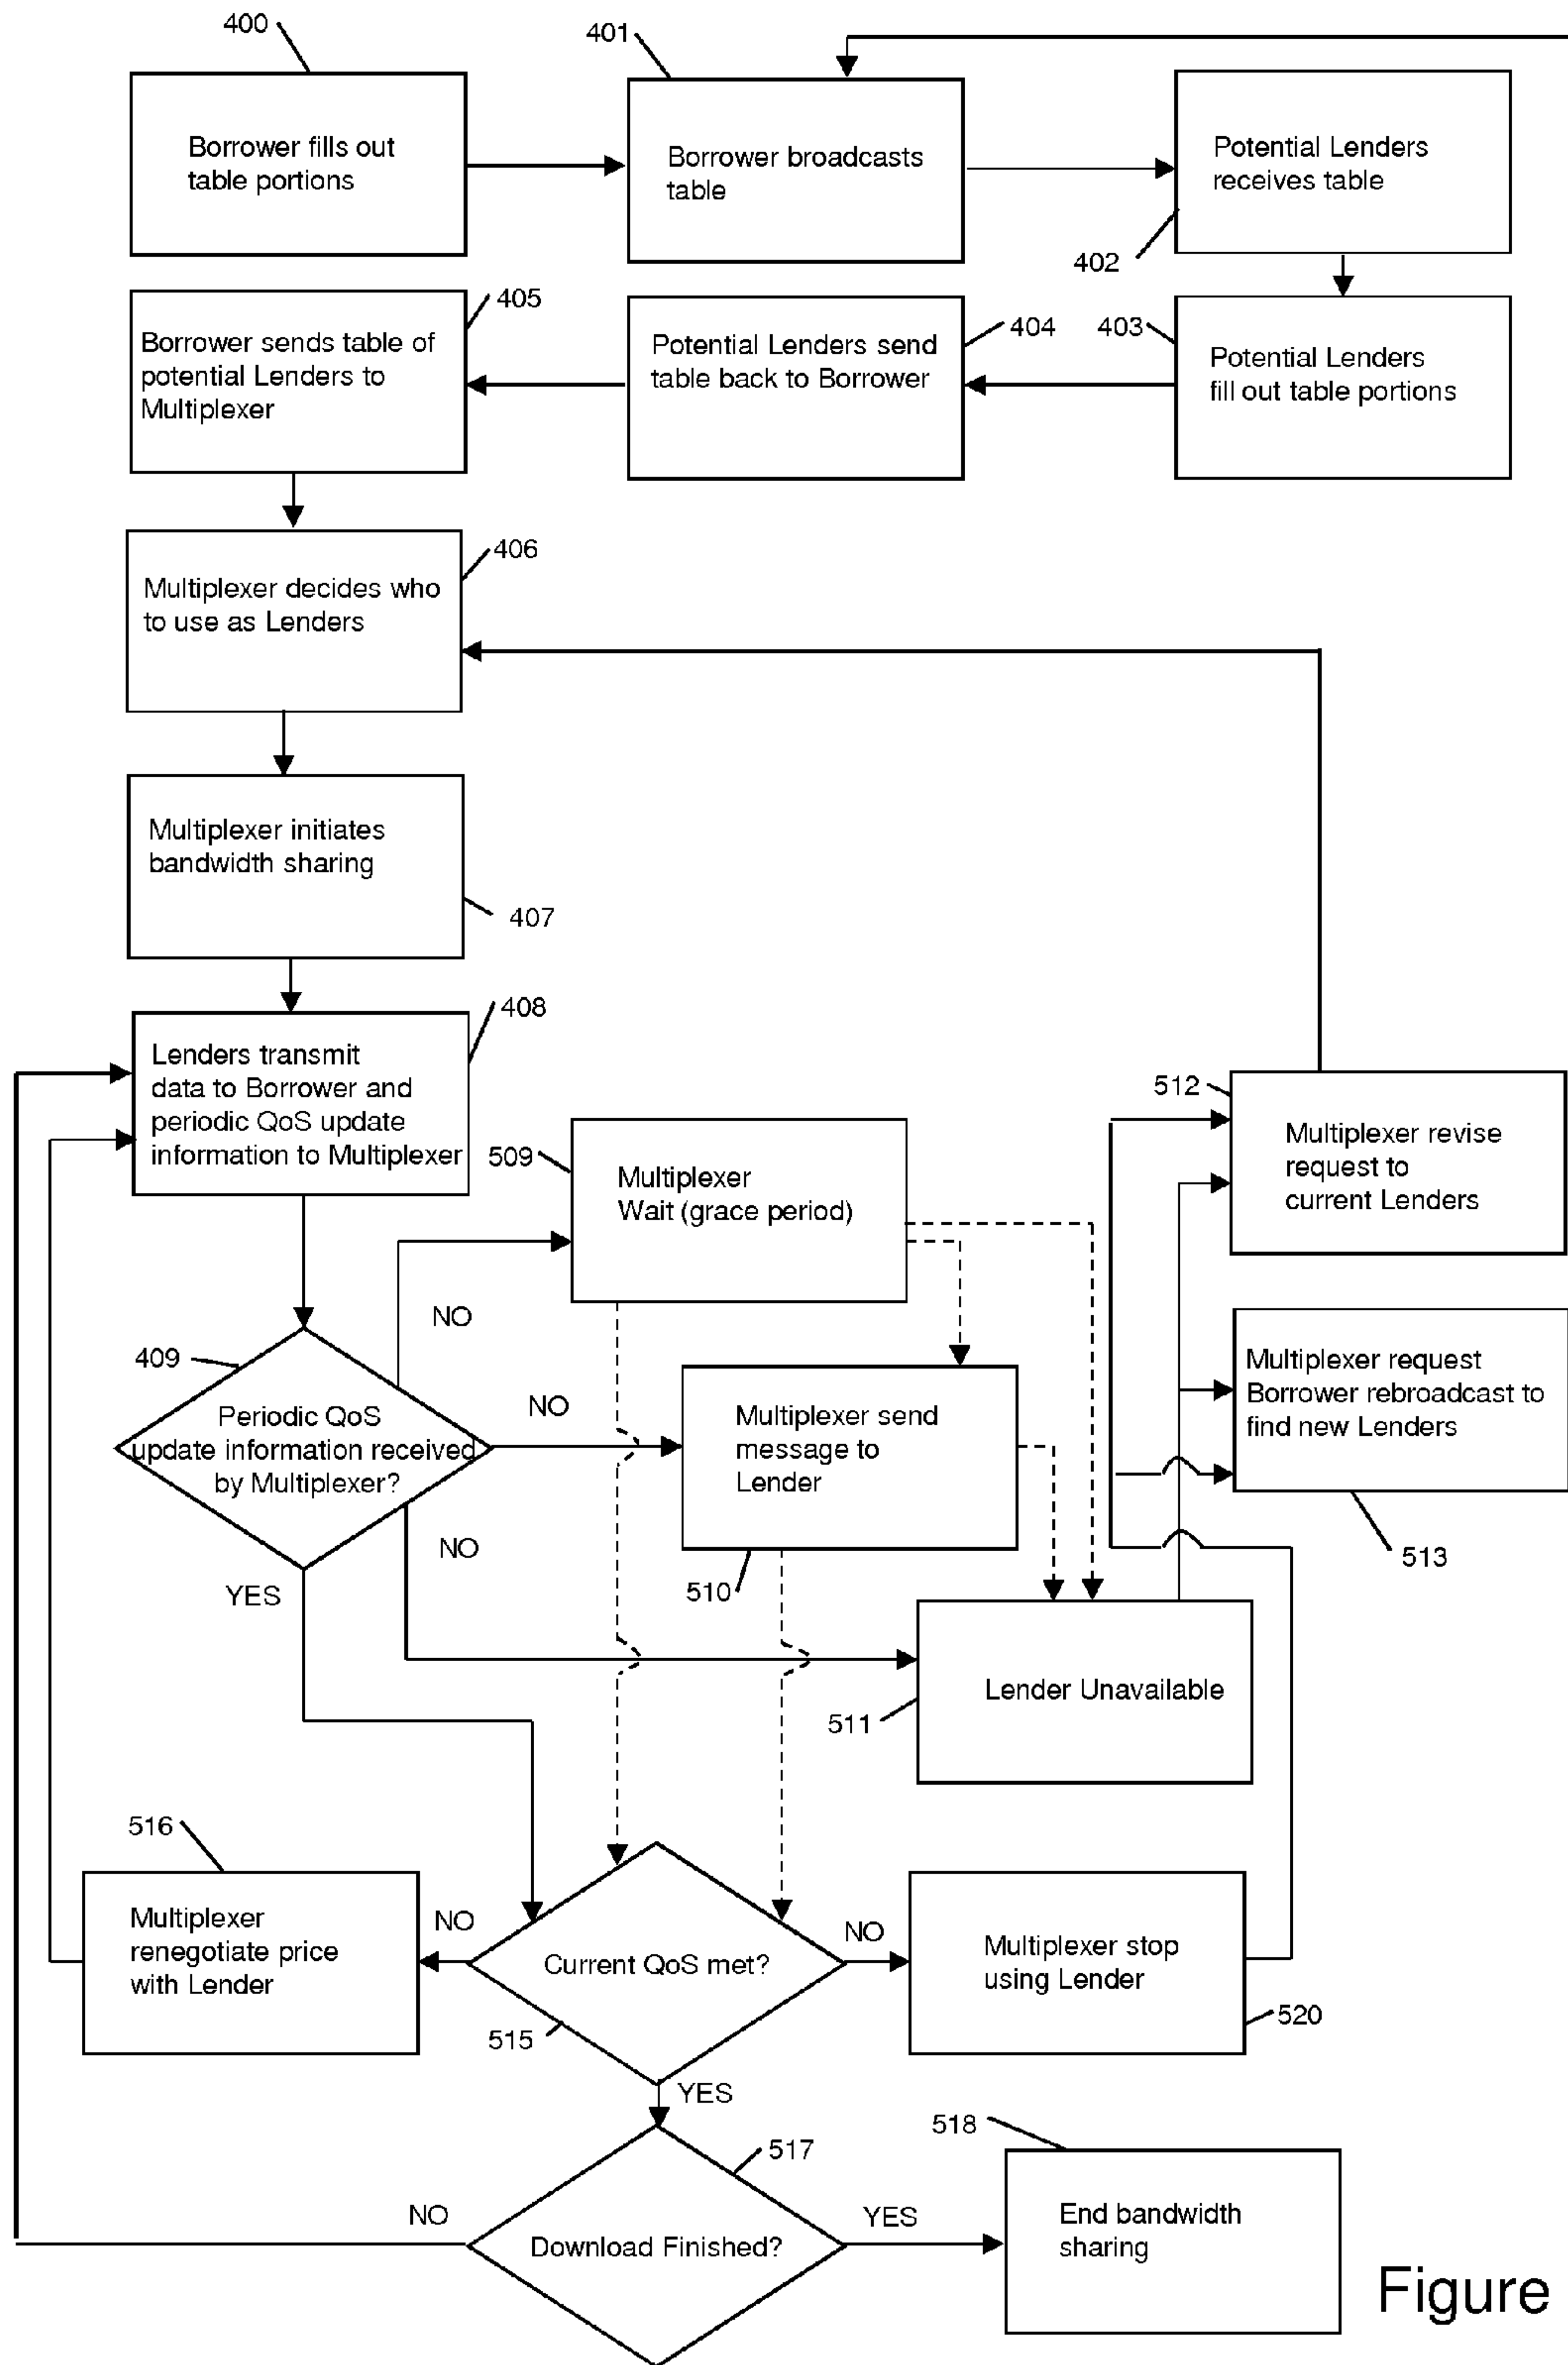 400
401
Borrower fills out
table portions
Borrower broadcasts
table
Potential Lenders
receives table
402
405
Borrower sends table of
potential Lenders to
Multiplexer
404
Potential Lenders send
table back to Borrower
403
Potential Lenders
fill out table portions
406
Multiplexer decides who
to use as Lenders
Multiplexer initiates
bandwidth sharing
407
408
Lenders transmit
data to Borrower and
periodic QoS update
information to Multiplexer
509
Multiplexer
Wait (grace period)
512
Multiplexer revise
request to
current Lenders
NO
409
Periodic QoS
update information received
by Multiplexer?
NO
Multiplexer send
message to
Lender
Multiplexer request
Borrower rebroadcast to
find new Lenders
NO
513
YES
510
Lender Unavailable
511
516
Multiplexer
renegotiate price
with Lender
NO
Current QoS met?
NO
Multiplexer stop
using Lender
515
520
YES
518
517
NO
Download Finished?
YES
End bandwidth
sharing
Figure